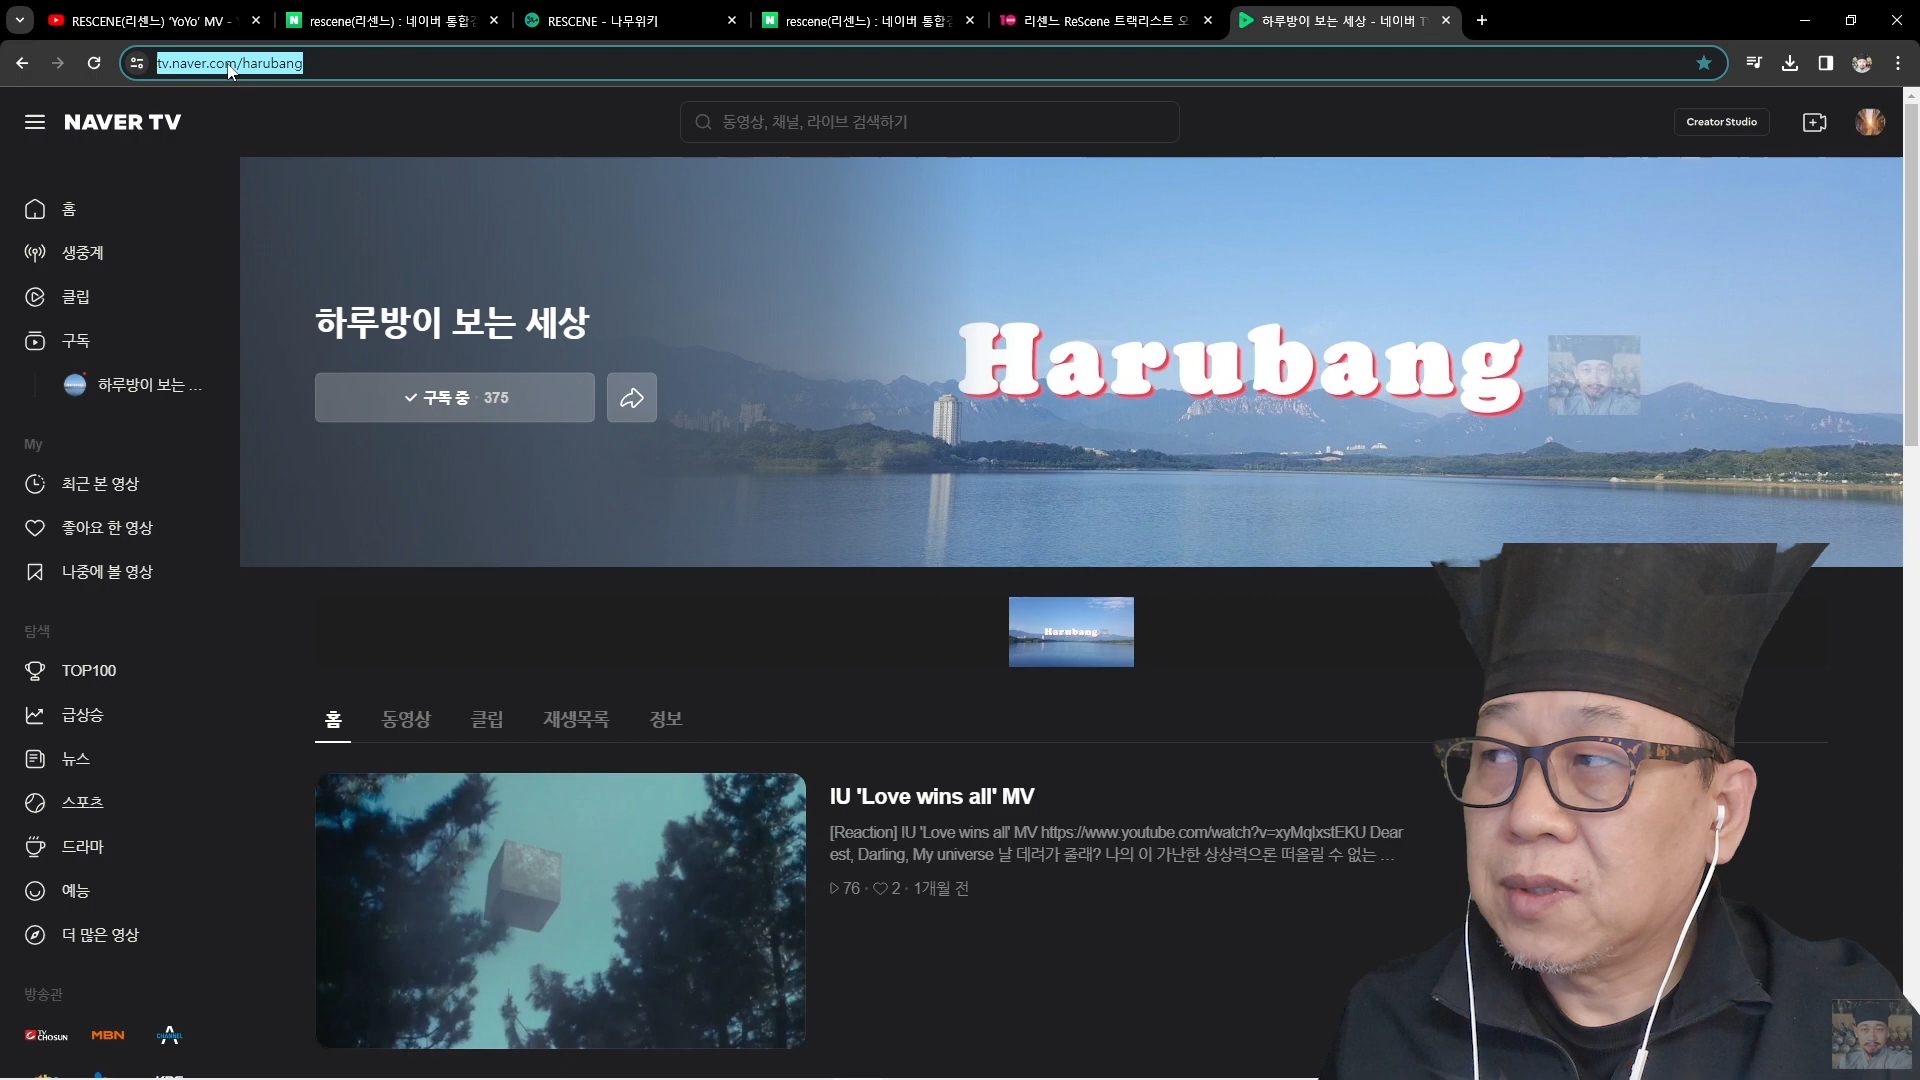 RESCENE(리센느) ‘YoYo’ MV -
rescene(리센느) : 네이버 통합검
RESCENE - 나무위키
rescene(리센느) : 네이버 통합검
리센느 ReScene 트랙리스트 오
하루방이 보는 세상 - 네이버 T
tv.naver.com/harubang
NAVER TV
동영상, 채널, 라이브 검색하기
Creator Studio
홈
생중계
클립
구독
하루방이 보는 ...
My
최근 본 영상
좋아요 한 영상
나중에 볼 영상
탐색
TOP100
급상승
뉴스
스포츠
드라마
예능
더 많은 영상
방송관
TV CHOSUN
MBN
CHANNEL A
하루방이 보는 세상
구독 중 · 375
Harubang
Harubang
홈
동영상
클립
재생목록
정보
IU 'Love wins all' MV
[Reaction] IU 'Love wins all' MV https://www.youtube.com/watch?v=xyMqlxstEKU Dear
est, Darling, My universe 날 데려가 줄래? 나의 이 가난한 상상력으론 떠올릴 수 없는 ...
76 · 2 · 1개월 전